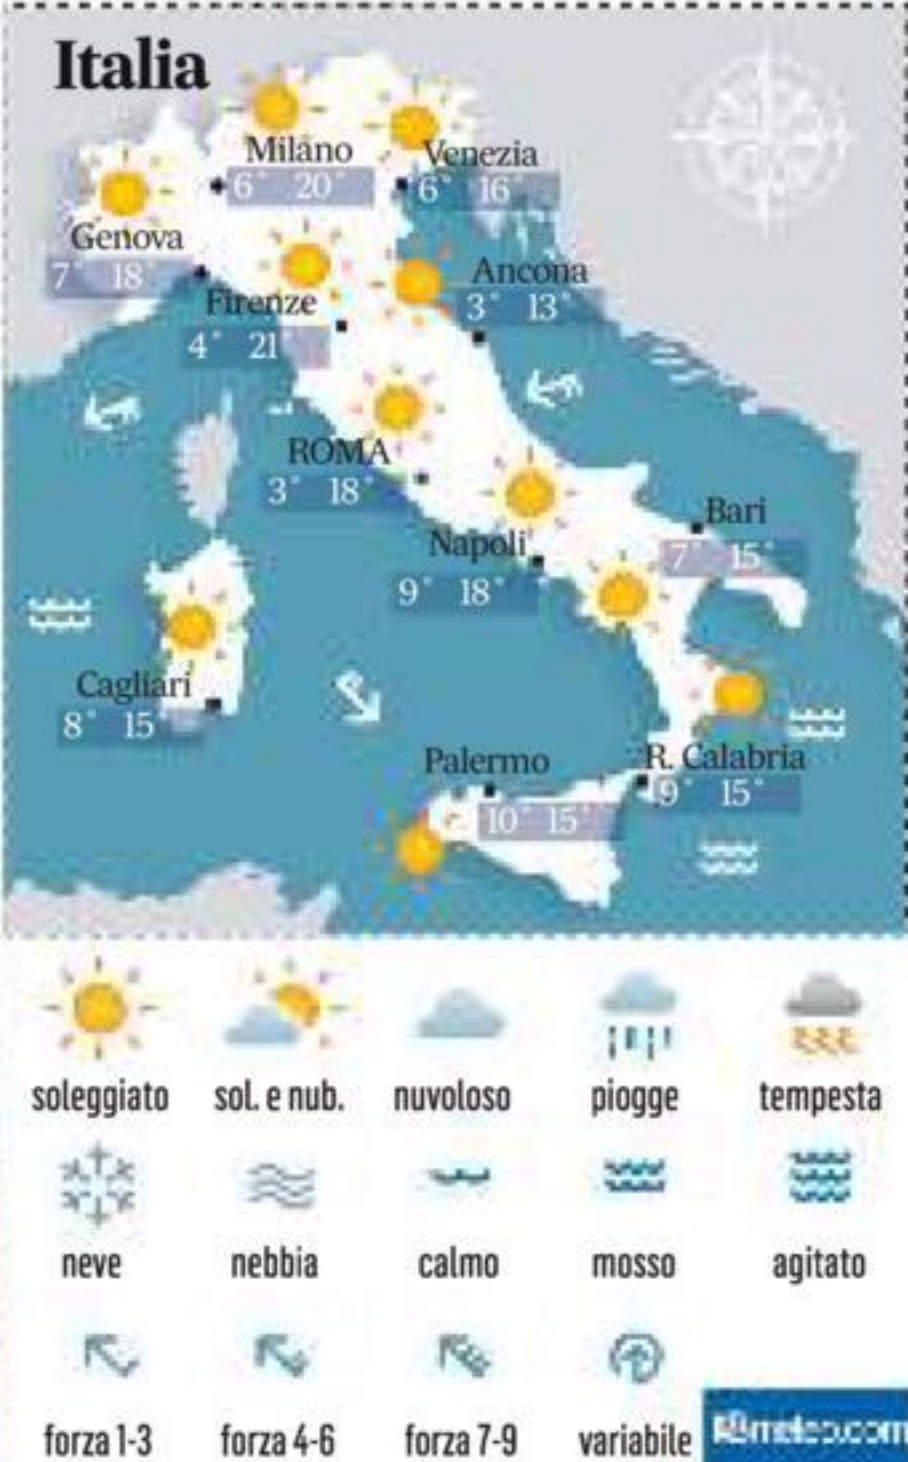 Italia
Milano
6° 20°
Venezia
6° 16°
Genova
7° 18
Firenze
4° 21
Ancona
3° 13°
ROMA
3° 18°
Napoli
9° 18°
Bari
7° 15°
Cagliari
8° 15
Palermo
10° 15°
R. Calabria
9° 15°
soleggiato sol. e nub. nuvoloso piogge tempesta
neve nebbia calmo mosso agitato
forza 1-3 forza 4-6 forza 7-9 variabile